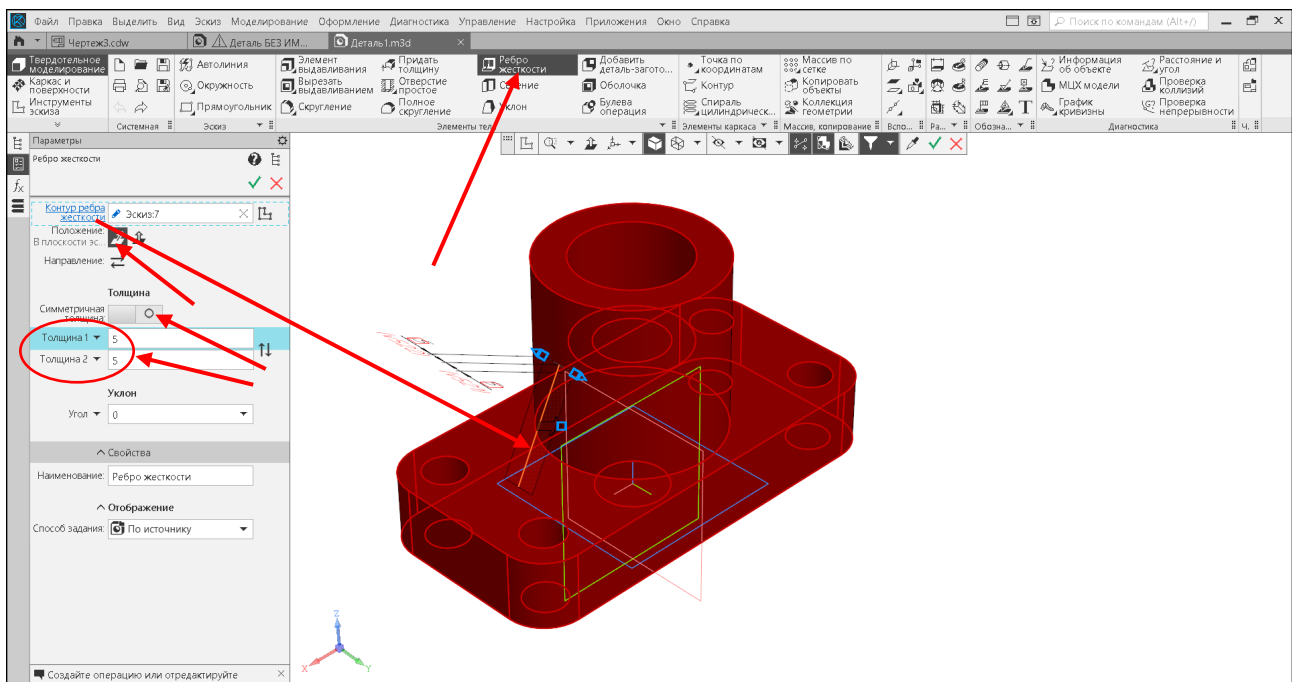 Файл Правка Выделить Вид Эскиз Моделирование Оформление Диагностика Управление Настройка Приложения Окно Справка
Поиск по командам (Alt+/)
Чертеж3.cdw
Деталь БЕЗ ИМ...
Деталь1.m3d
Твердотельное моделирование
Каркас и поверхности
Инструменты эскиза
Автолиния
Окружность
Прямоугольник
Элемент выдавливания
Вырезать выдавливанием
Скругление
Придать толщину
Отверстие простое
Полное скругление
Ребро жесткости
Уклон
Добавить деталь-загото...
Оболочка
Булева операция
Точка по координатам
Контур
Спираль цилиндрическ...
Массив по сетке
Копировать объекты
Коллекция геометрии
Информация об объекте
МЦХ модели
График кривизны
Расстояние и угол
Проверка коллизий
Проверка непрерывности
Системная
Эскиз
Элементы тел
Элементы каркаса
Массив, копирование
Вспо...
Ра...
Обозна...
Диагностика
Ч.
Параметры
Ребро жесткости
Контур ребра жесткости
Эскиз:7
Положение:
В плоскости эс...
Направление:
Толщина
Симметричная толщина:
Толщина 1
5
Толщина 2
5
Уклон
Угол
0
Свойства
Наименование:
Ребро жесткости
Отображение
Способ задания:
По источнику
Z
X
Y
Создайте операцию или отредактируйте